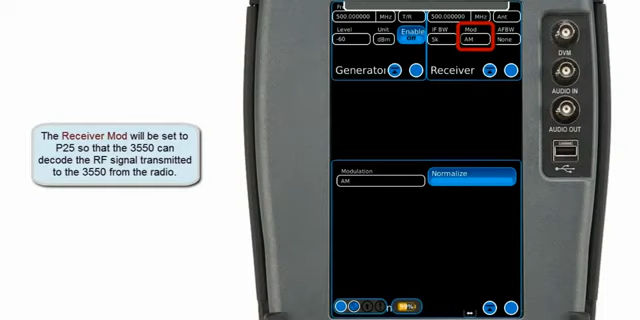 500.000000 MHz T/R 500.000000 MHz Ant
Level Unit Enable IF BW Mod AFBW
-60 dBm Off 5k AM None
Generator Receiver
DVM
AUDIO IN
AUDIO OUT
The Receiver Mod will be set to
P25 so that the 3550 can
decode the RF signal transmitted
to the 3550 from the radio.
Modulation Normalize
AM
99%